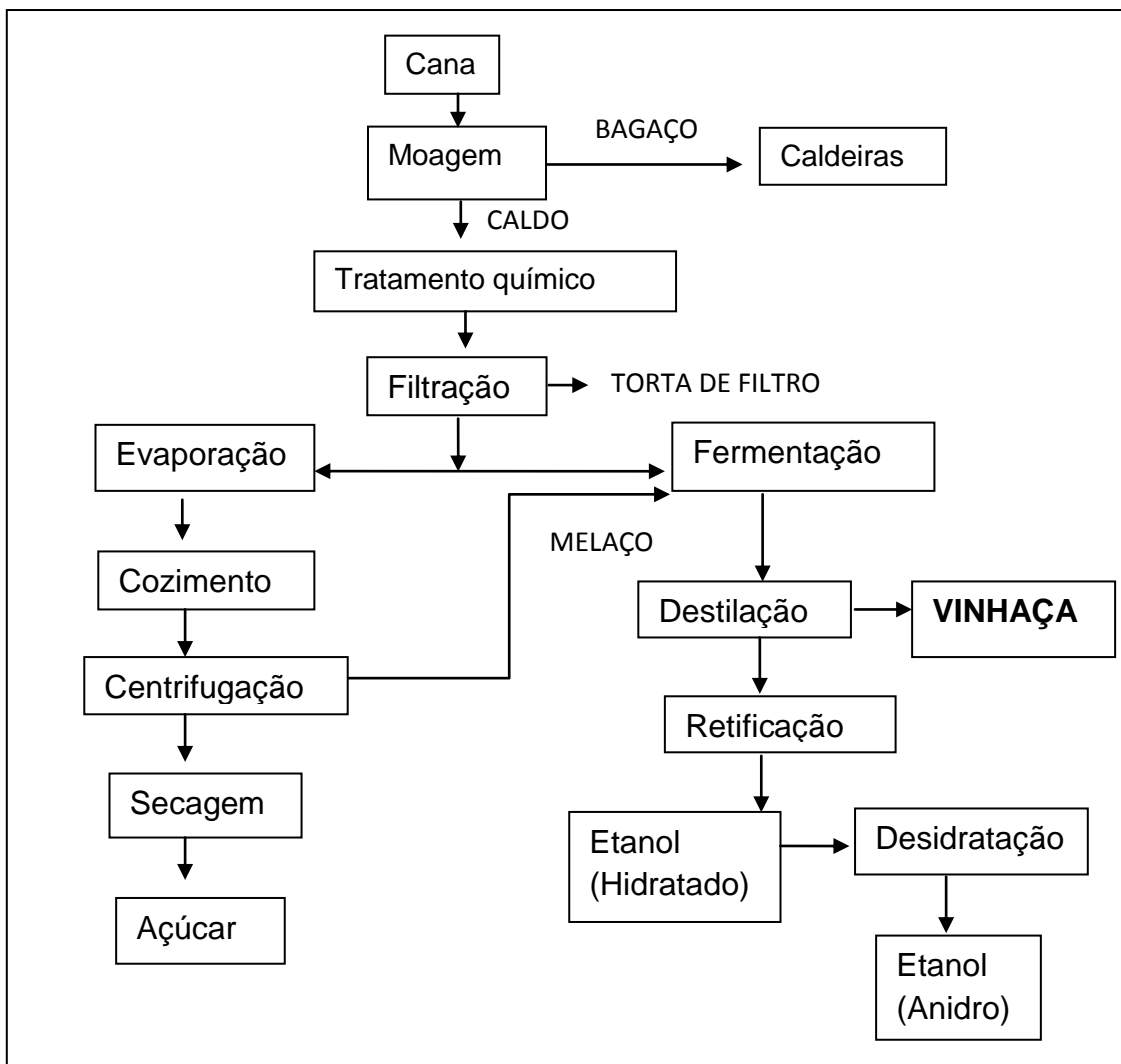 Cana
BAGAÇO
Moagem
Caldeiras
CALDO
Tratamento químico
Filtração
TORTA DE FILTRO
Evaporação
Fermentação
MELAÇO
Cozimento
Destilação
VINHAÇA
Centrifugação
Retificação
Secagem
Etanol
(Hidratado)
Desidratação
Açúcar
Etanol
(Anidro)